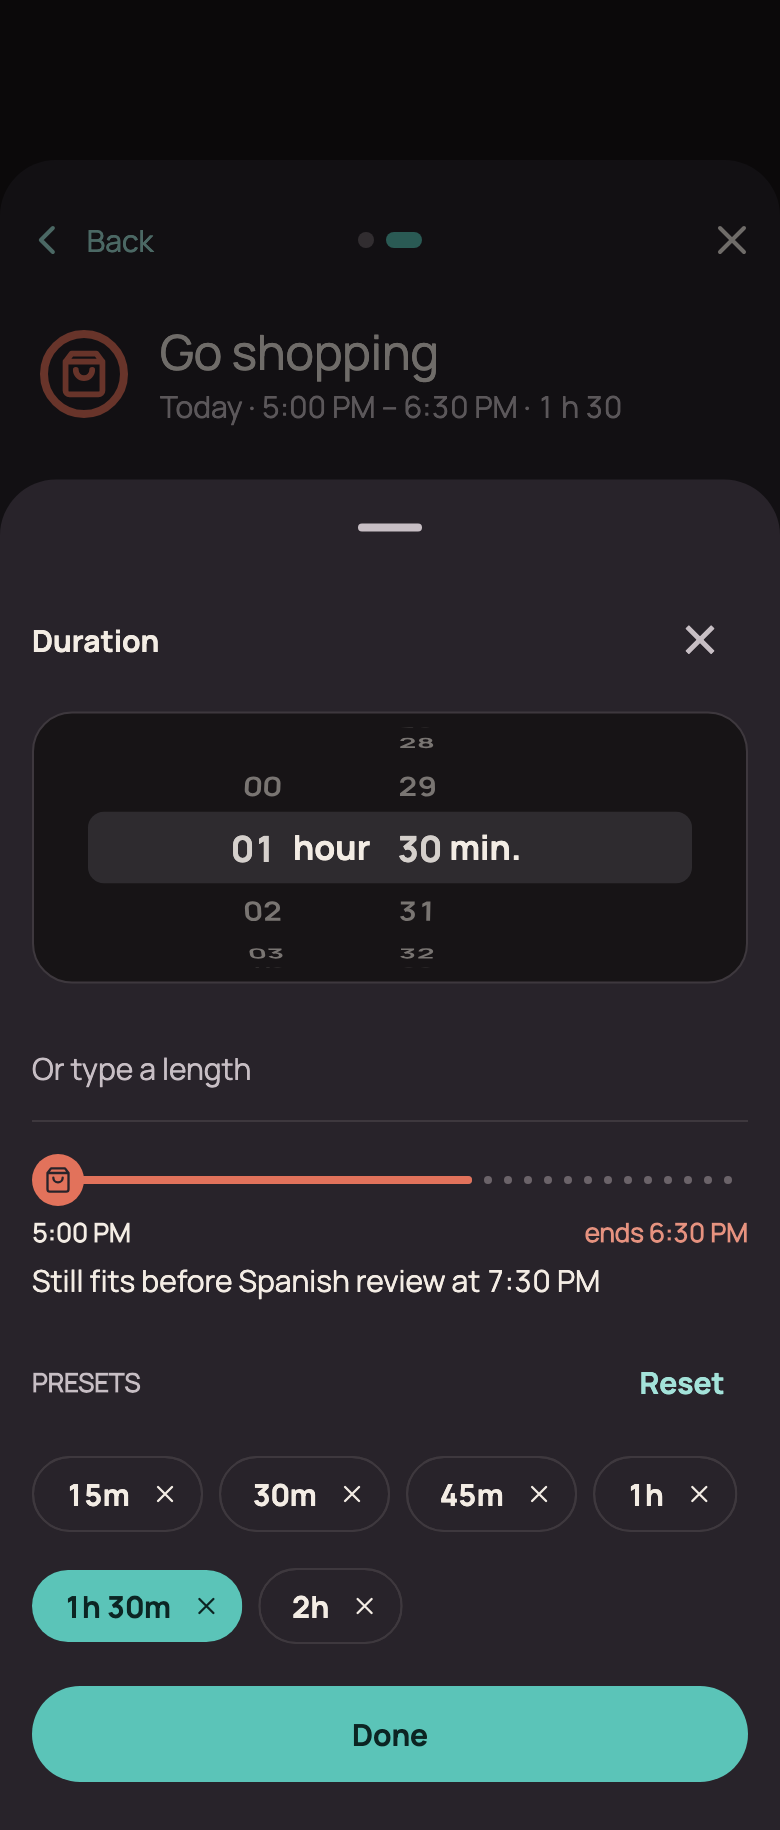 Back
Go shopping
Today · 5:00 PM – 6:30 PM · 1 h 30
Duration
28
00 29
01 hour 30 min.
02 31
03 32
Or type a length
5:00 PM ends 6:30 PM
Still fits before Spanish review at 7:30 PM
PRESETS Reset
15m 30m 45m 1h
1h 30m 2h
Done